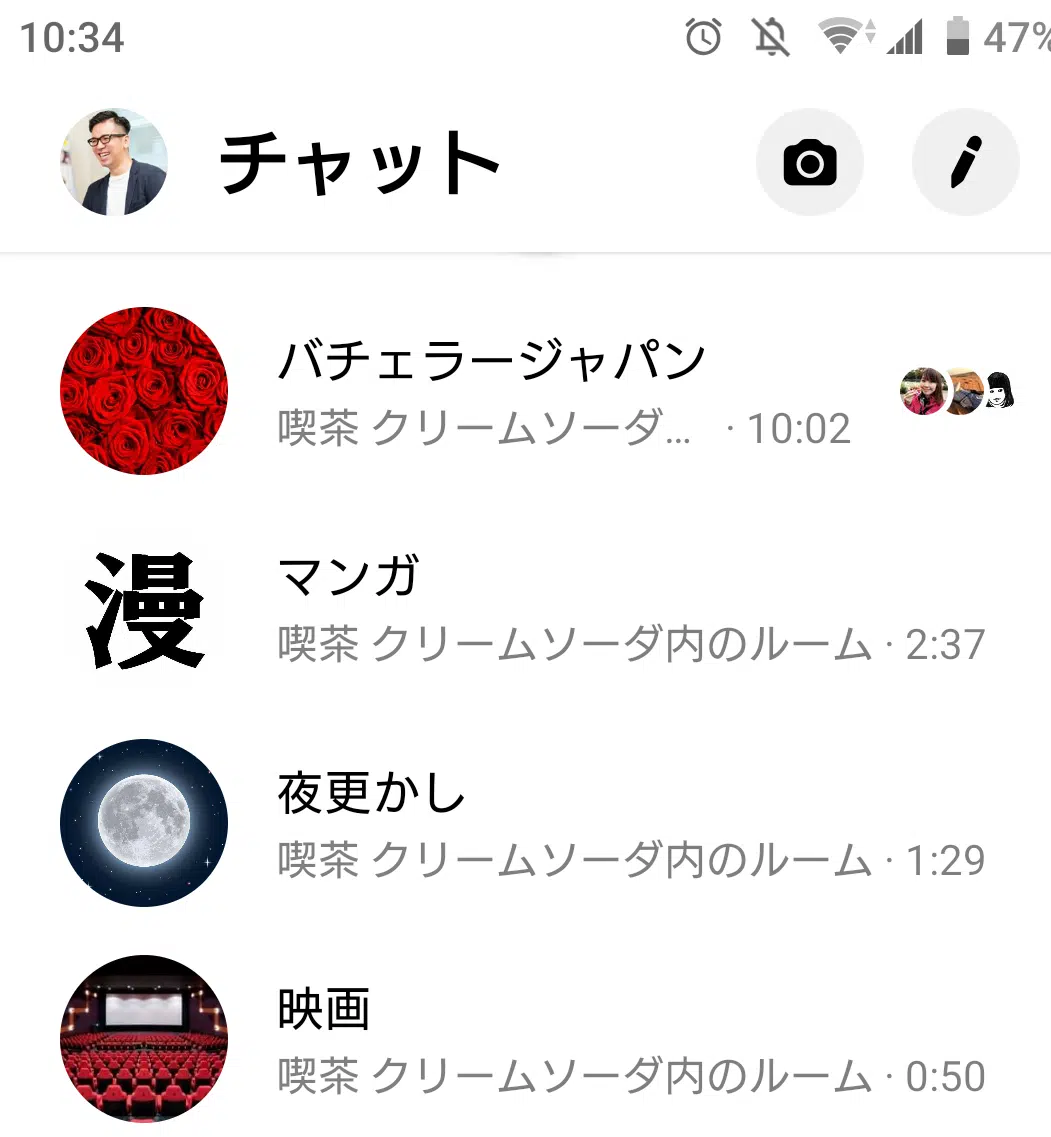 10:34
47%
チャット
バチェラージャパン
喫茶 クリームソーダ… · 10:02
漫
マンガ
喫茶 クリームソーダ内のルーム · 2:37
夜更かし
喫茶 クリームソーダ内のルーム · 1:29
映画
喫茶 クリームソーダ内のルーム · 0:50